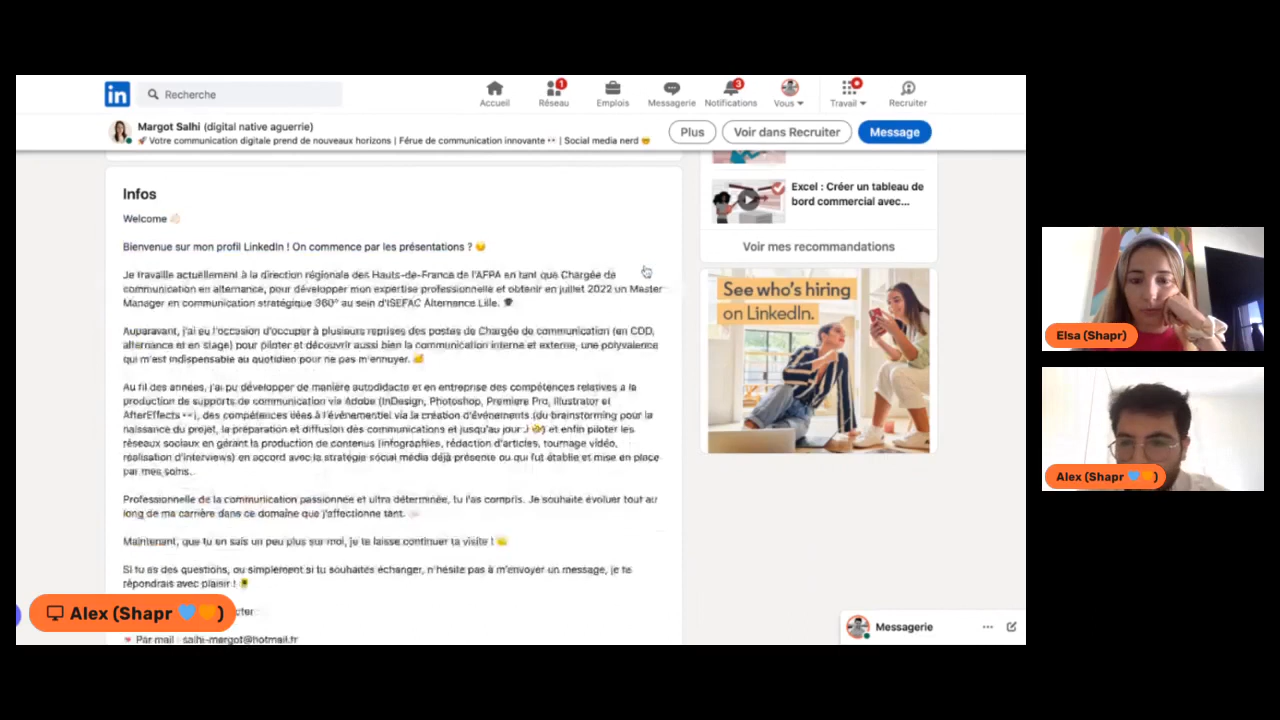 in Recherche
Accueil
Réseau
1
Emplois
Messagerie
Notifications
3
Vous
Travail
Recruiter
Margot Salhi (digital native aguerrie)
🚀 Votre communication digitale prend de nouveaux horizons | Férue de communication innovante 👀 | Social media nerd 🤓
Plus
Voir dans Recruiter
Message
Infos
Welcome 👋🏻
Bienvenue sur mon profil LinkedIn ! On commence par les présentations ? 😉
Je travaille actuellement à la direction régionale des Hauts-de-France de l'AFPA en tant que Chargée de
communication en alternance, pour développer mon expertise professionnelle et obtenir en juillet 2022 un Master
Manager en communication stratégique 360° au sein d'ISEFAC Alternance Lille. 🎓
Auparavant, j'ai eu l'occasion d'occuper à plusieurs reprises des postes de Chargée de communication (en CDD,
alternance et en stage) pour piloter et découvrir aussi bien la communication interne et externe, une polyvalence
qui m'est indispensable au quotidien pour ne pas m'ennuyer.
Au fil des années, j'ai pu développer de manière autodidacte et en entreprise des compétences relatives à la
production de supports de communication via Adobe (InDesign, Photoshop, Premiere Pro, Illustrator et
AfterEffects 👀), des compétences liées à l'événementiel via la création d'événements (du brainstorming pour la
naissance du projet, la préparation et diffusion des communications et jusqu'au jour J) et enfin piloter les
réseaux sociaux en gérant la production de contenus (infographies, rédaction d'articles, tournage vidéo,
réalisation d'interviews) en accord avec la stratégie social média déjà présente ou qui fut établie et mise en place
par mes soins.
Professionnelle de la communication passionnée et ultra déterminée, tu l'as compris. Je souhaite évoluer tout au
long de ma carrière dans ce domaine que j'affectionne tant.
Maintenant, que tu en sais un peu plus sur moi, je te laisse continuer ta visite !
Si tu as des questions, ou simplement si tu souhaites échanger, n'hésite pas à m'envoyer un message, je te
répondrais avec plaisir !
cter
Par mail : salhi-margot@hotmail.fr
Excel : Créer un tableau de
bord commercial avec...
Voir mes recommandations
See who's hiring
on LinkedIn.
Messagerie
Alex (Shapr 💙🧡)
Elsa (Shapr)
Alex (Shapr 💙🧡)